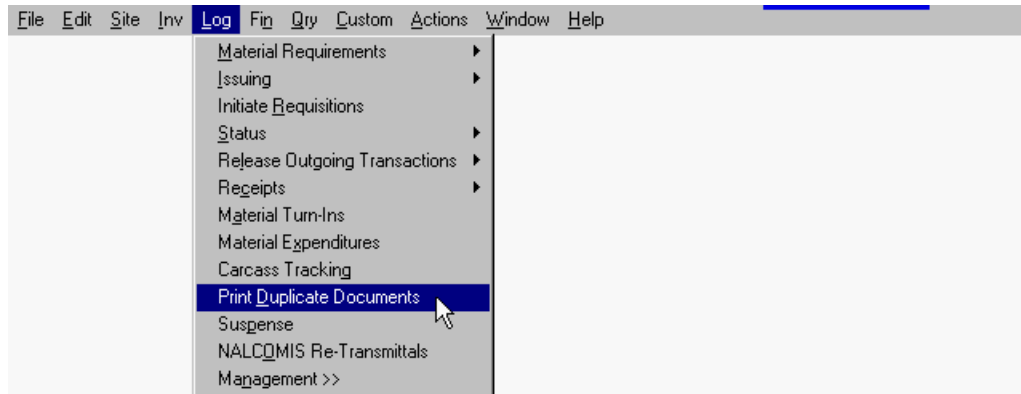 File Edit Site Inv Log Fin Qry Custom Actions Window Help
Material Requirements
Issuing
Initiate Requisitions
Status
Release Outgoing Transactions
Receipts
Material Turn-Ins
Material Expenditures
Carcass Tracking
Print Duplicate Documents
Suspense
NALCOMIS Re-Transmittals
Management >>